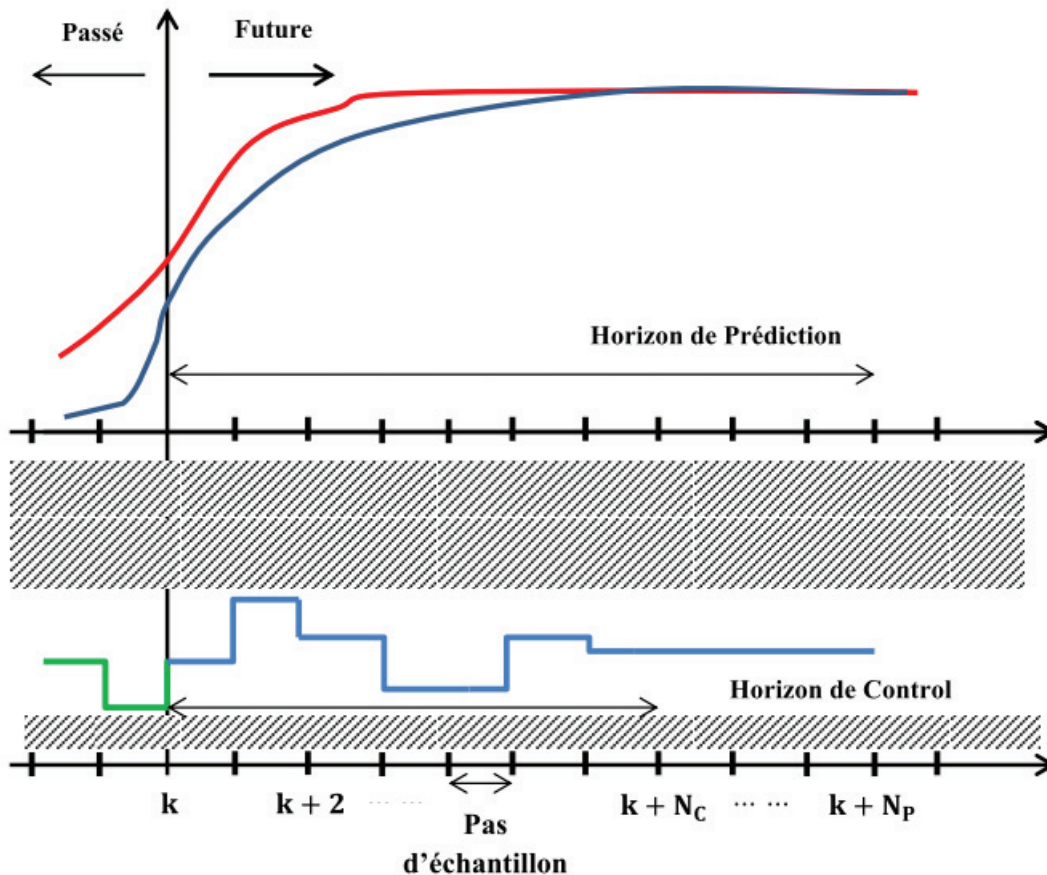 Passé
Future
Horizon de Prédiction
Horizon de Control
k
k + 2 ... ...
k + N_C ... ...
k + N_P
Pas
d'échantillon